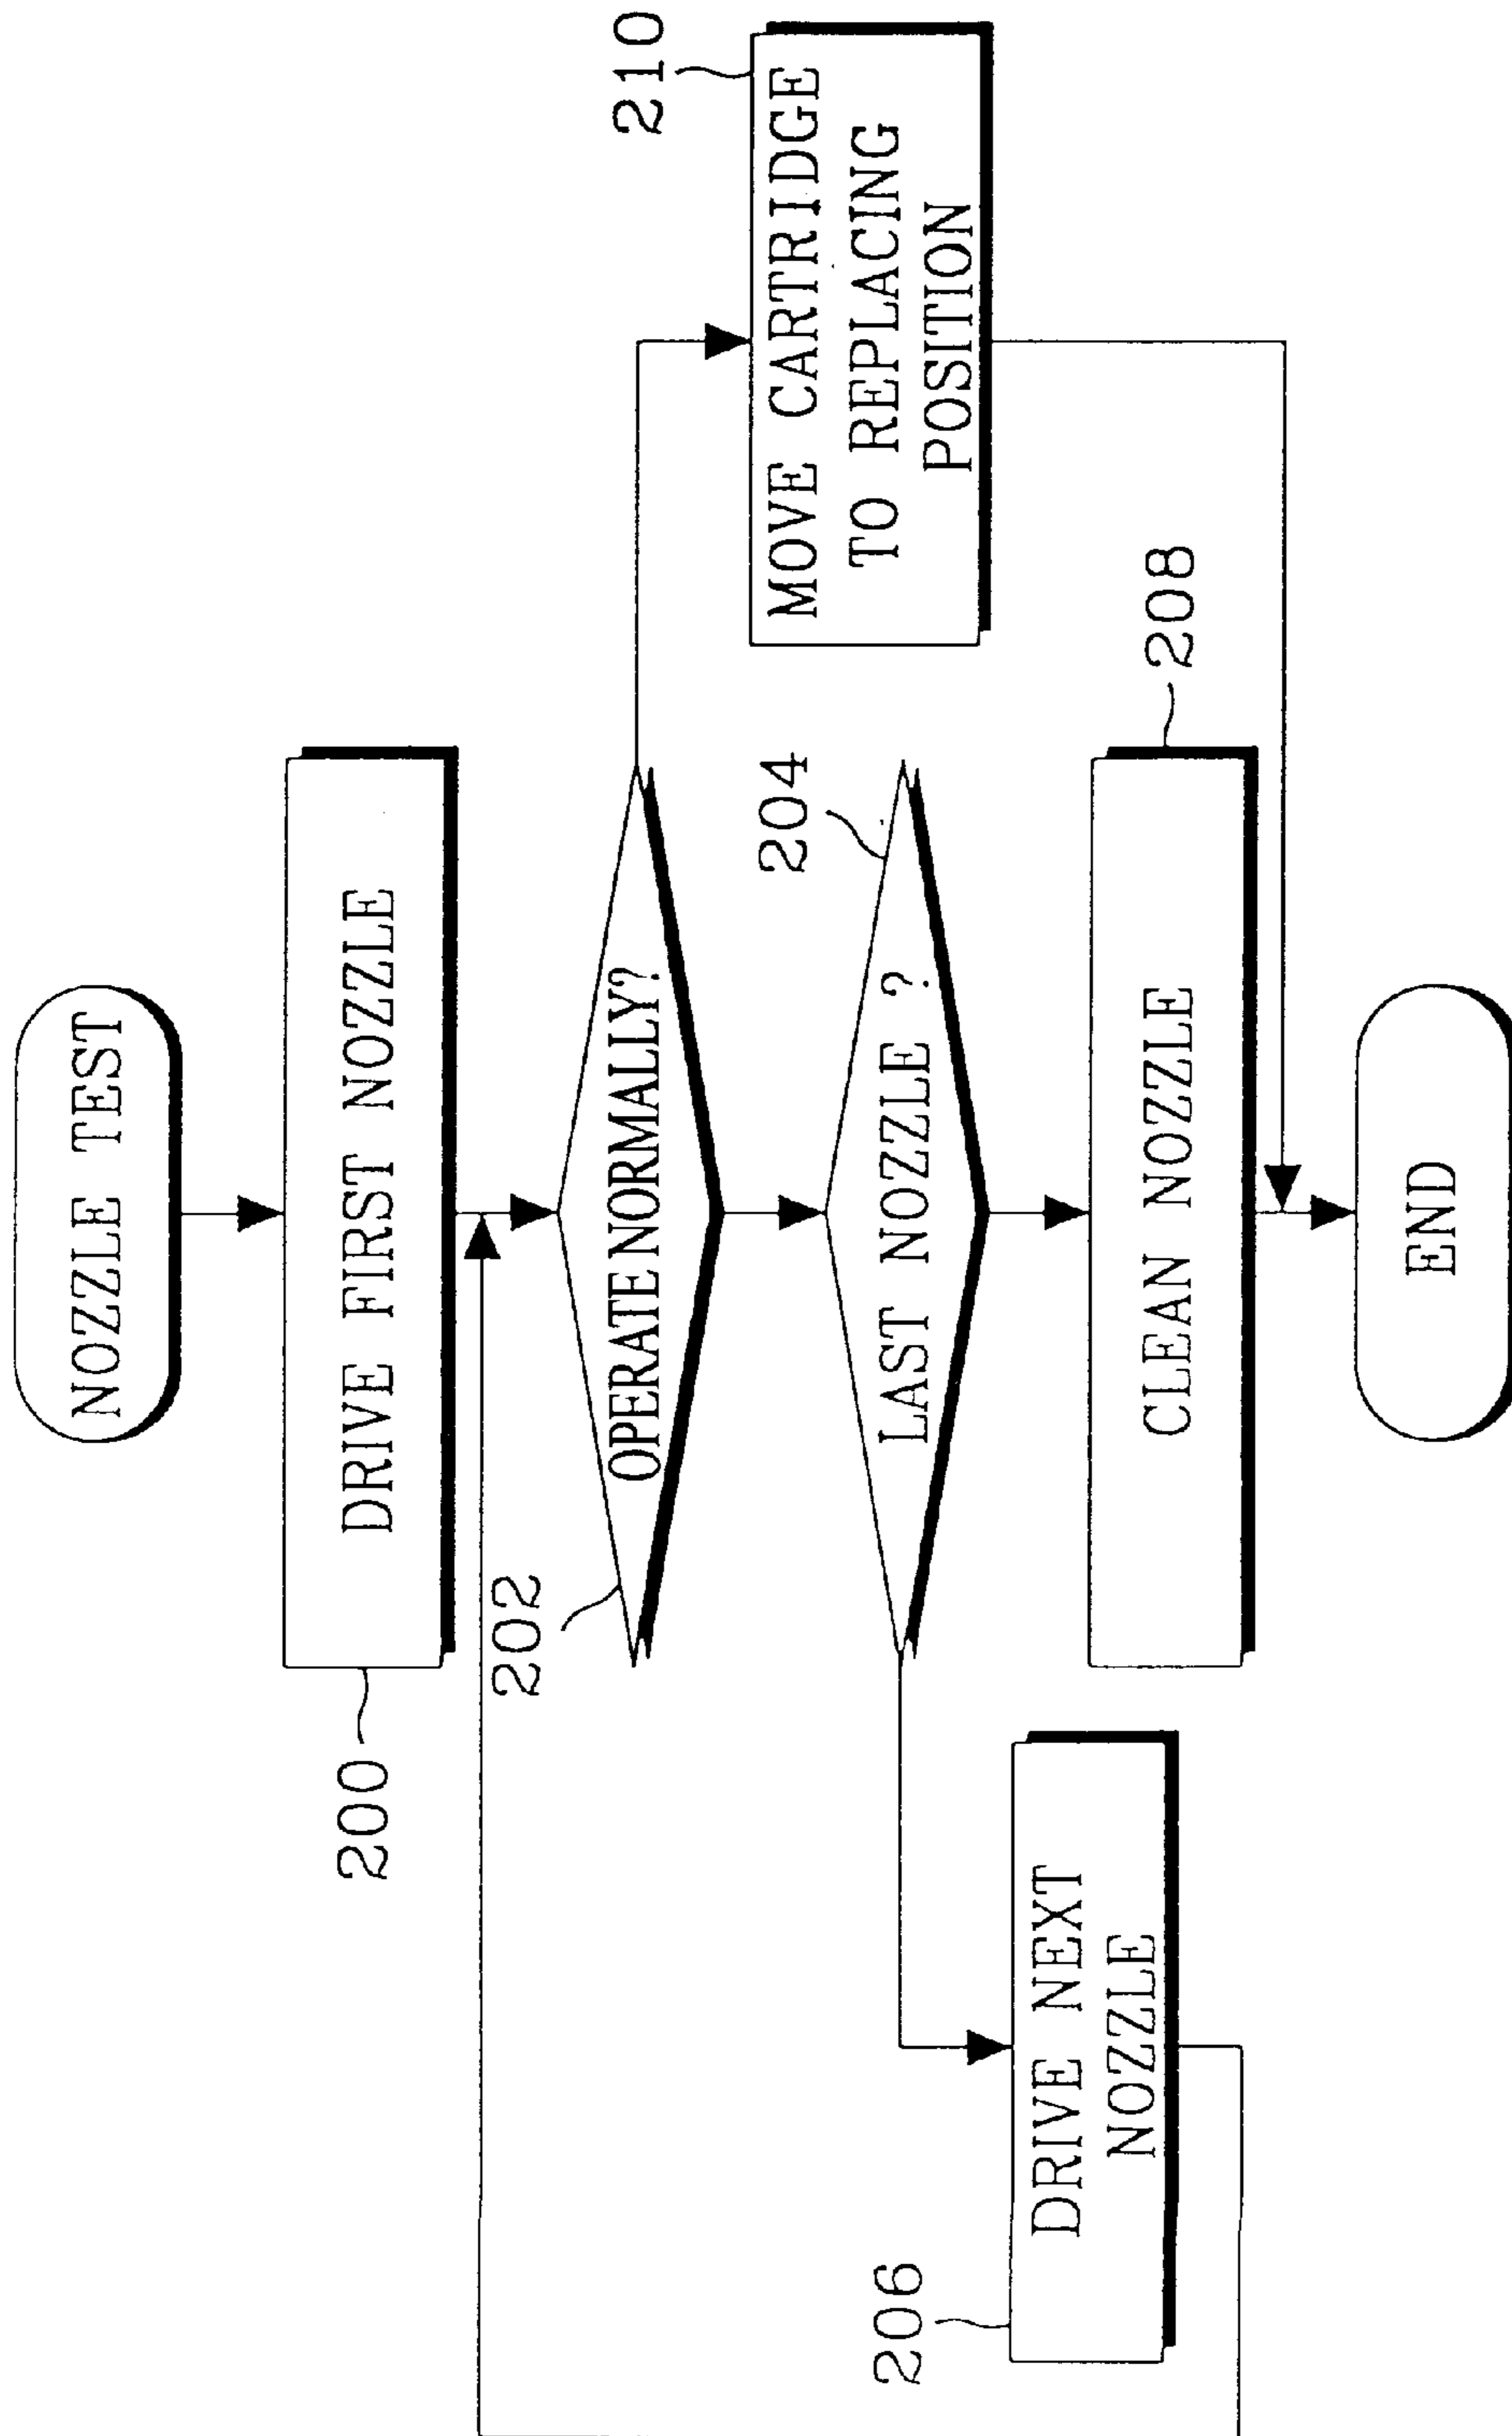 NOZZLE TEST
200
DRIVE FIRST NOZZLE
202
OPERATE NORMALLY?
210
MOVE CARTRIDGE
TO REPLACING
POSITION
204
LAST NOZZLE ?
206
DRIVE NEXT
NOZZLE
208
CLEAN NOZZLE
END